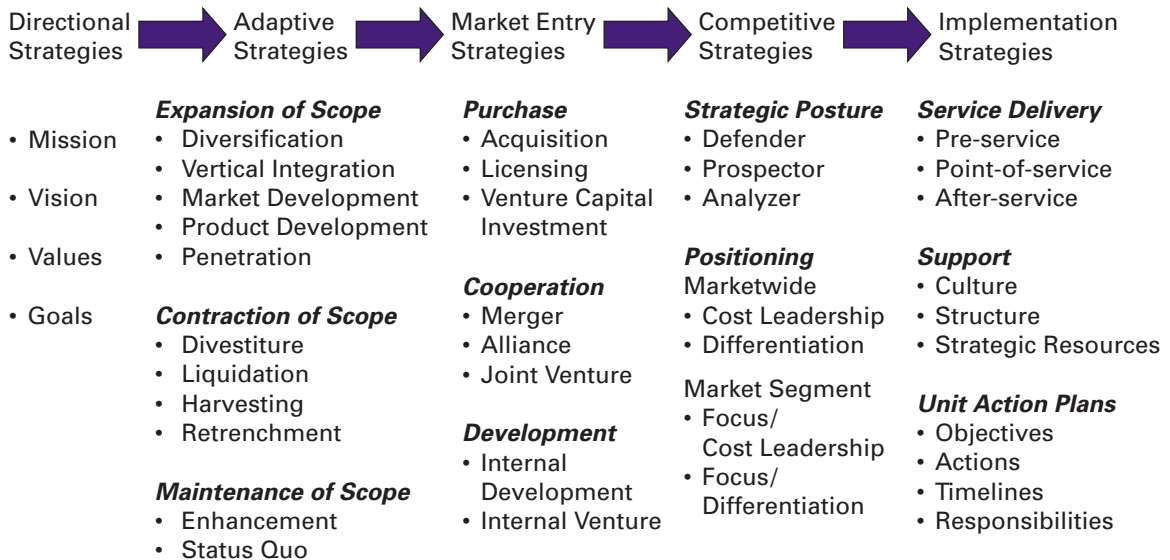 Directional
Strategies
Adaptive
Strategies
Market Entry
Strategies
Competitive
Strategies
Implementation
Strategies
• Mission
• Vision
• Values
• Goals
Expansion of Scope
• Diversification
• Vertical Integration
• Market Development
• Product Development
• Penetration
Contraction of Scope
• Divestiture
• Liquidation
• Harvesting
• Retrenchment
Maintenance of Scope
• Enhancement
• Status Quo
Purchase
• Acquisition
• Licensing
• Venture Capital
Investment
Cooperation
• Merger
• Alliance
• Joint Venture
Development
• Internal
Development
• Internal Venture
Strategic Posture
• Defender
• Prospector
• Analyzer
Positioning
Marketwide
• Cost Leadership
• Differentiation
Market Segment
• Focus/
Cost Leadership
• Focus/
Differentiation
Service Delivery
• Pre-service
• Point-of-service
• After-service
Support
• Culture
• Structure
• Strategic Resources
Unit Action Plans
• Objectives
• Actions
• Timelines
• Responsibilities